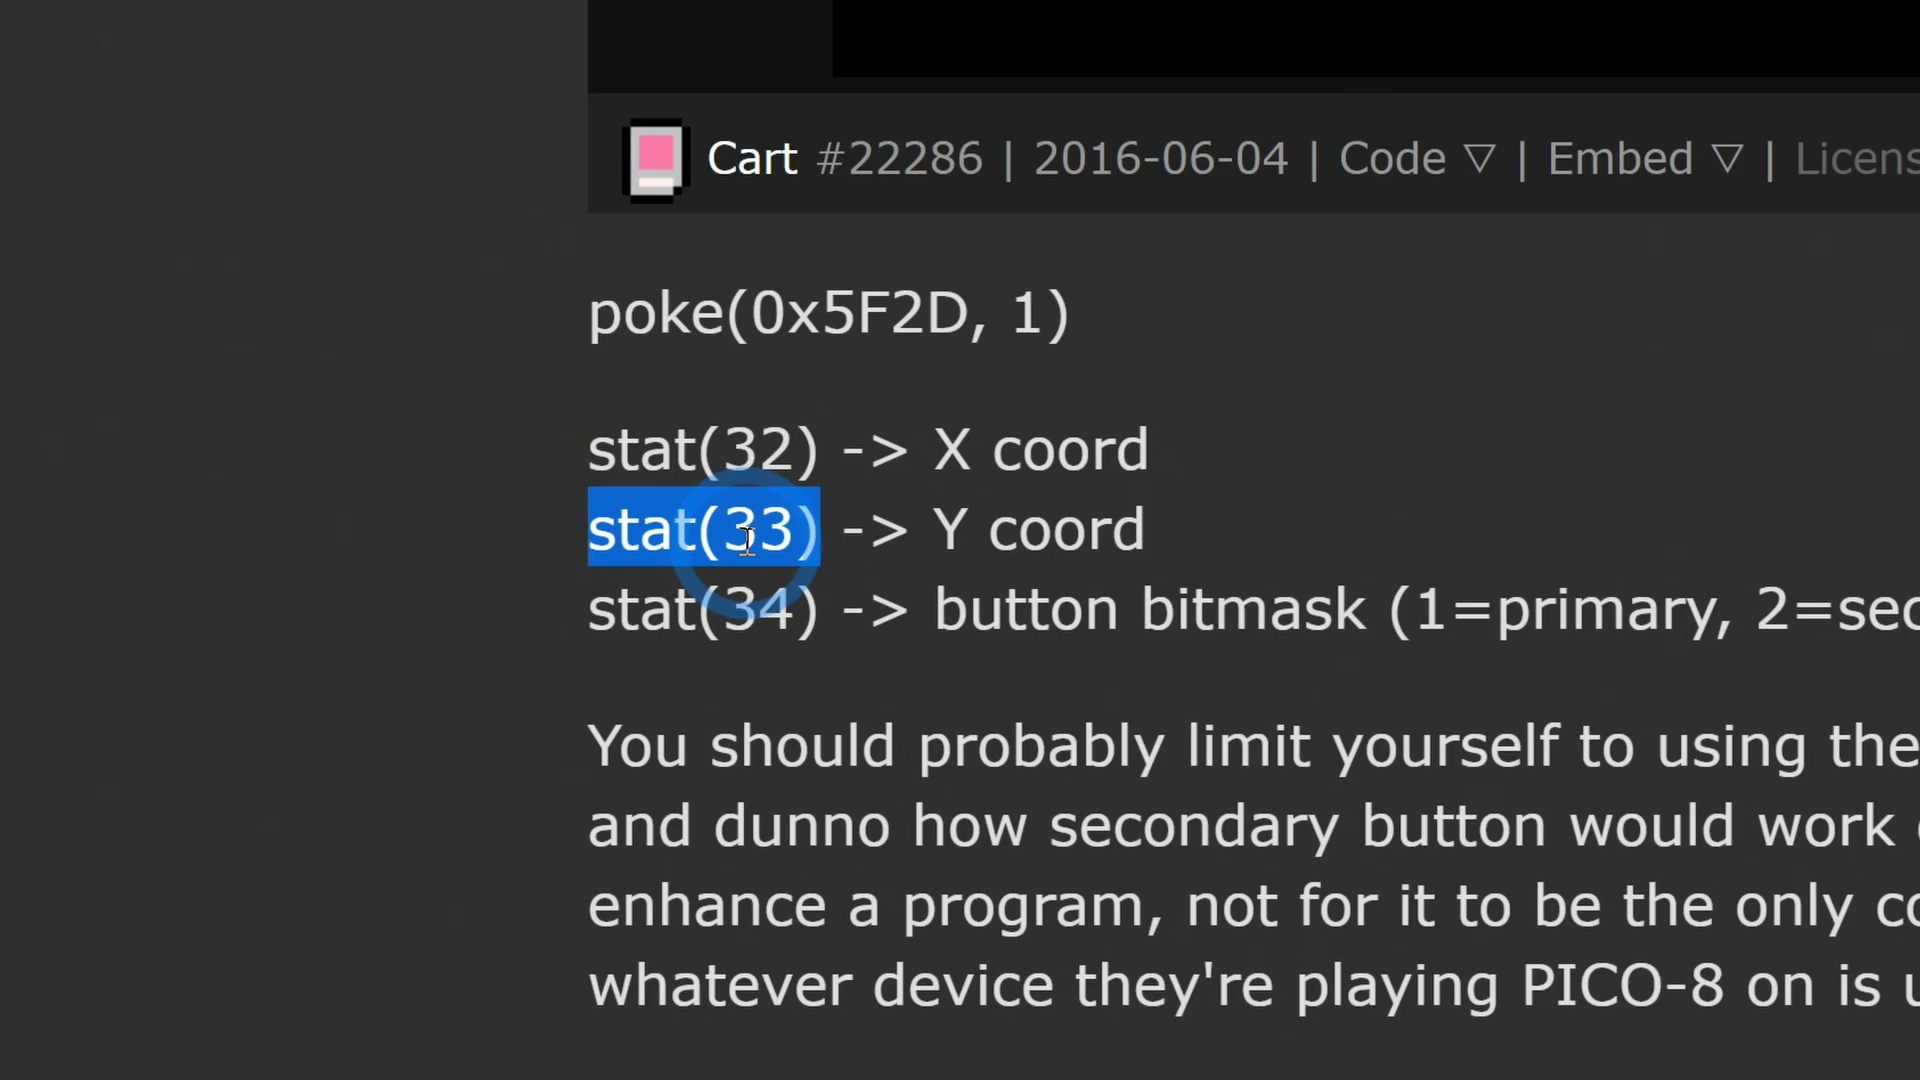 Cart #22286 | 2016-06-04 | Code ▽ | Embed ▽ | Licens
poke(0x5F2D, 1)
stat(32) -> X coord
stat(33) -> Y coord
stat(34) -> button bitmask (1=primary, 2=sec
You should probably limit yourself to using the
and dunno how secondary button would work
enhance a program, not for it to be the only co
whatever device they're playing PICO-8 on is u